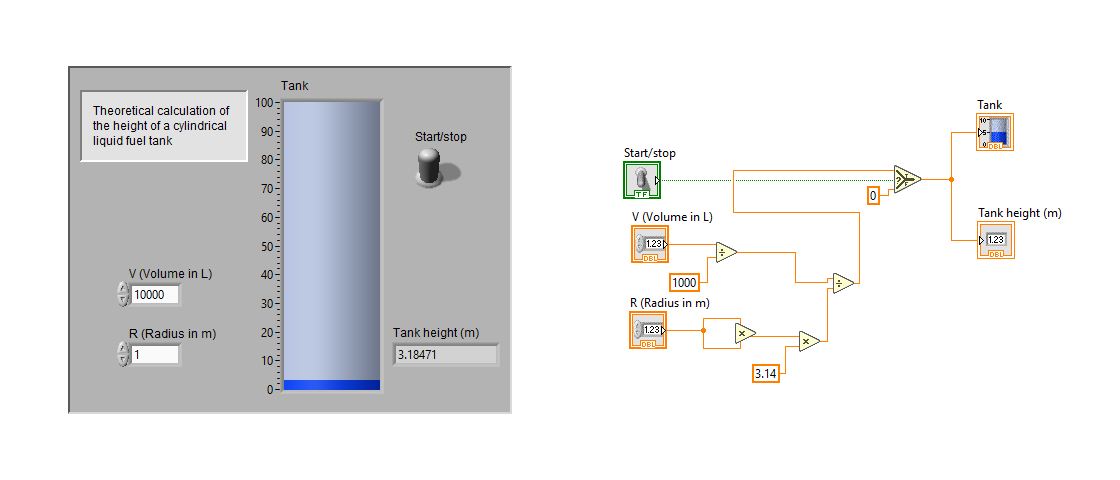 Tank
Theoretical calculation of
the height of a cylindrical
liquid fuel tank
100
90
80
70
60
50
40
30
20
10
0
Start/stop
V (Volume in L)
10000
R (Radius in m)
1
Tank height (m)
3.18471
Start/stop
TF
V (Volume in L)
1.23
DBL
÷
1000
R (Radius in m)
1.23
DBL
×
×
3.14
÷
?
T
F
0
Tank
10
5
0
DBL
Tank height (m)
1.23
DBL